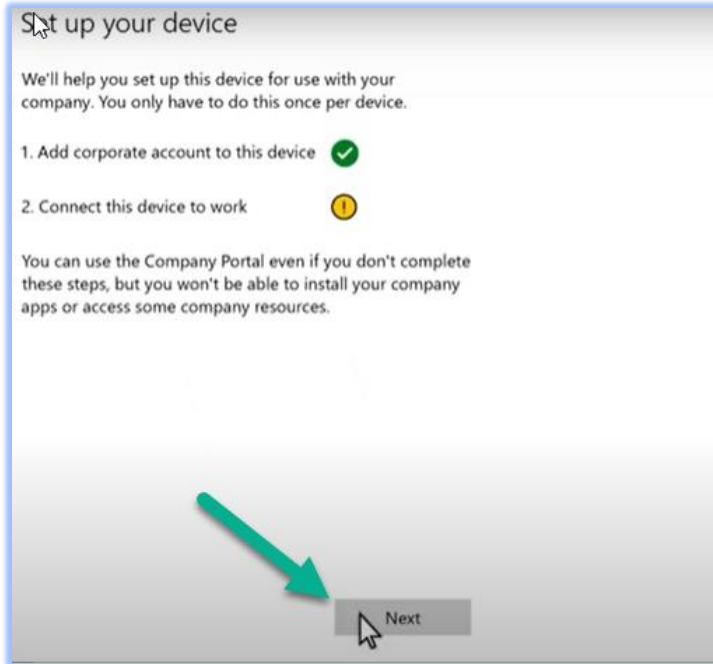 Set up your device
We'll help you set up this device for use with your
company. You only have to do this once per device.
1. Add corporate account to this device
2. Connect this device to work
You can use the Company Portal even if you don't complete
these steps, but you won't be able to install your company
apps or access some company resources.
Next